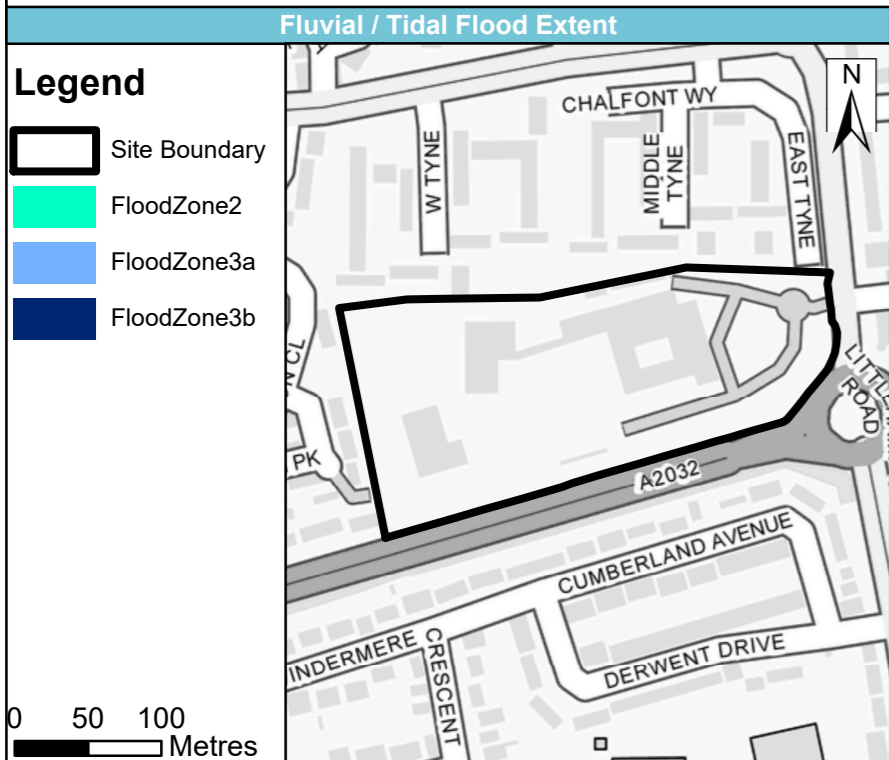 Fluvial / Tidal Flood Extent
Legend
Site Boundary
FloodZone2
FloodZone3a
FloodZone3b
0 50 100
Metres
N
CHALFONT WY
W TYNE
MIDDLE
TYNE
EAST TYNE
CL
PK
ROAD
A2032
CUMBERLAND AVENUE
INDERMERE
CRESCENT
DERWENT DRIVE